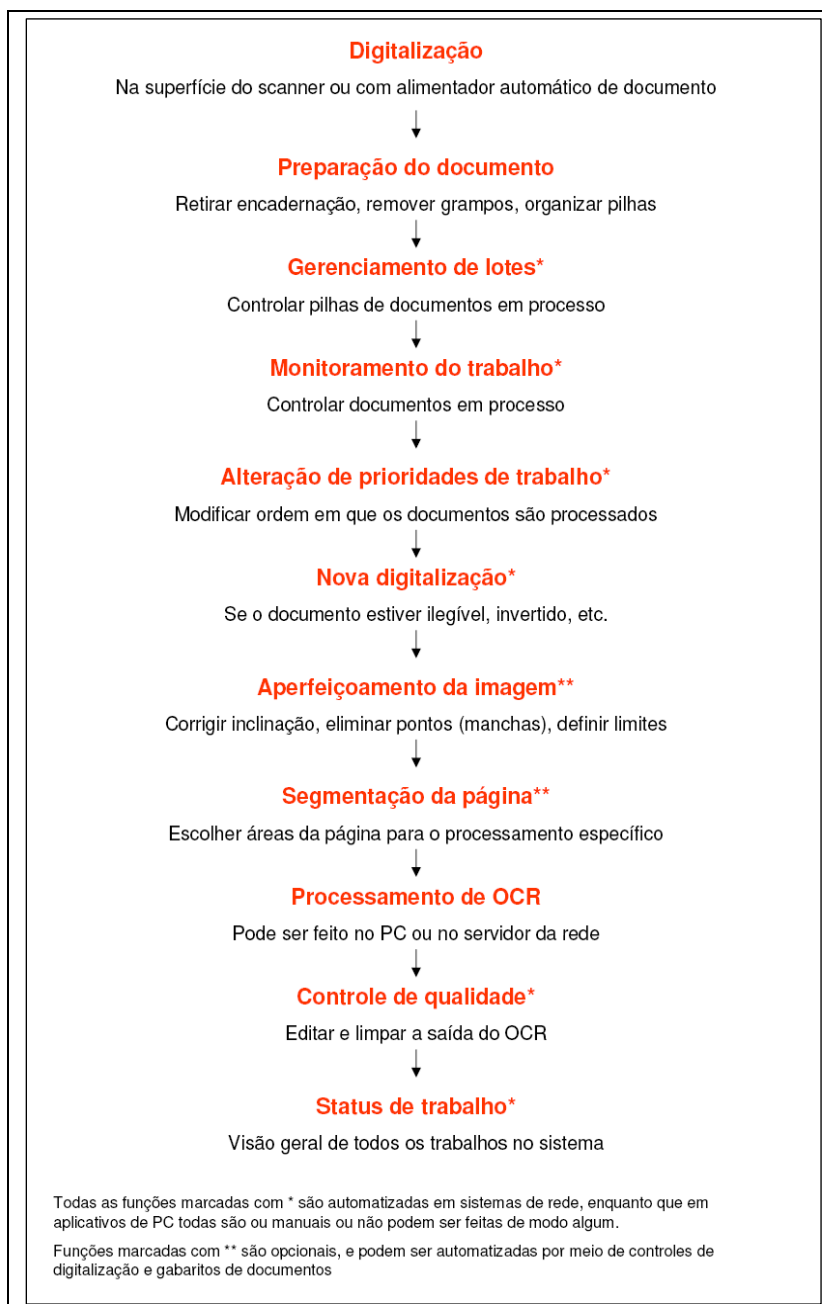 Digitalização
Na superfície do scanner ou com alimentador automático de documento
Preparação do documento
Retirar encadernação, remover grampos, organizar pilhas
Gerenciamento de lotes*
Controlar pilhas de documentos em processo
Monitoramento do trabalho*
Controlar documentos em processo
Alteração de prioridades de trabalho*
Modificar ordem em que os documentos são processados
Nova digitalização*
Se o documento estiver ilegível, invertido, etc.
Aperfeiçoamento da imagem**
Corrigir inclinação, eliminar pontos (manchas), definir limites
Segmentação da página**
Escolher áreas da página para o processamento específico
Processamento de OCR
Pode ser feito no PC ou no servidor da rede
Controle de qualidade*
Editar e limpar a saída do OCR
Status de trabalho*
Visão geral de todos os trabalhos no sistema
Todas as funções marcadas com * são automatizadas em sistemas de rede, enquanto que em
aplicativos de PC todas são ou manuais ou não podem ser feitas de modo algum.
Funções marcadas com ** são opcionais, e podem ser automatizadas por meio de controles de
digitalização e gabaritos de documentos